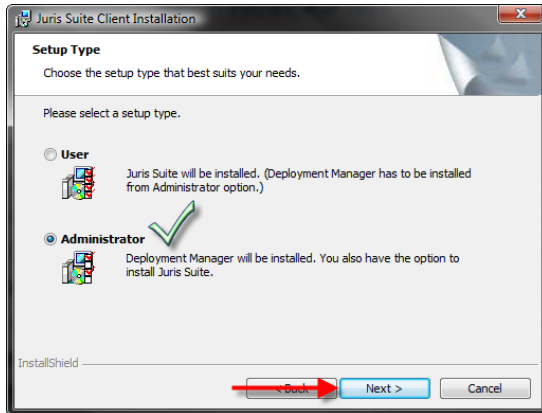 Juris Suite Client Installation
Setup Type
Choose the setup type that best suits your needs.
Please select a setup type.
User
Juris Suite will be installed. (Deployment Manager has to be installed
from Administrator option.)
Administrator
Deployment Manager will be installed. You also have the option to
install Juris Suite.
InstallShield
< Back
Next >
Cancel